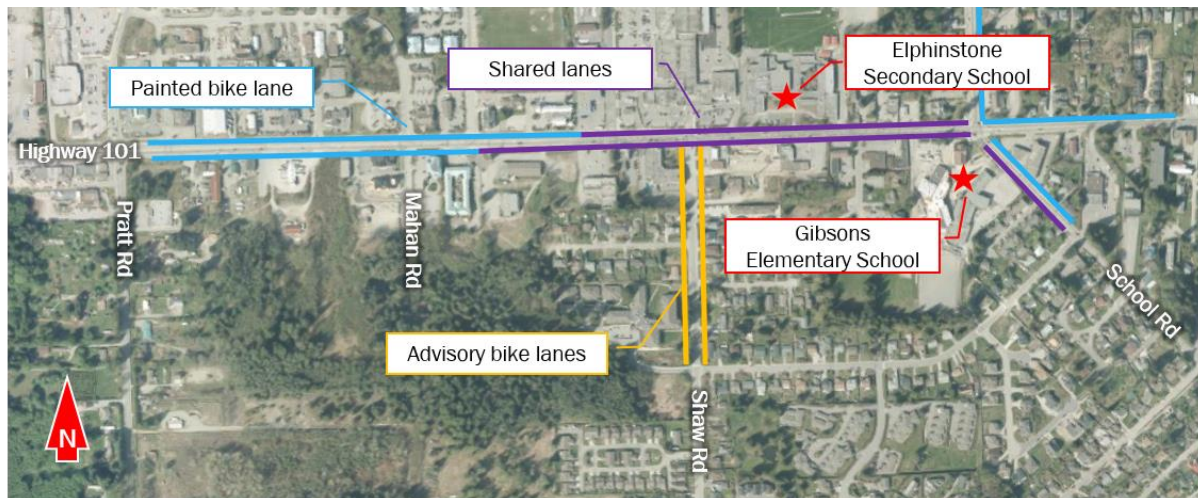 Elphinstone
Secondary School
Shared lanes
Painted bike lane
Highway 101
Pratt Rd
Mahan Rd
Gibsons
Elementary School
School Rd
Advisory bike lanes
Shaw Rd
N